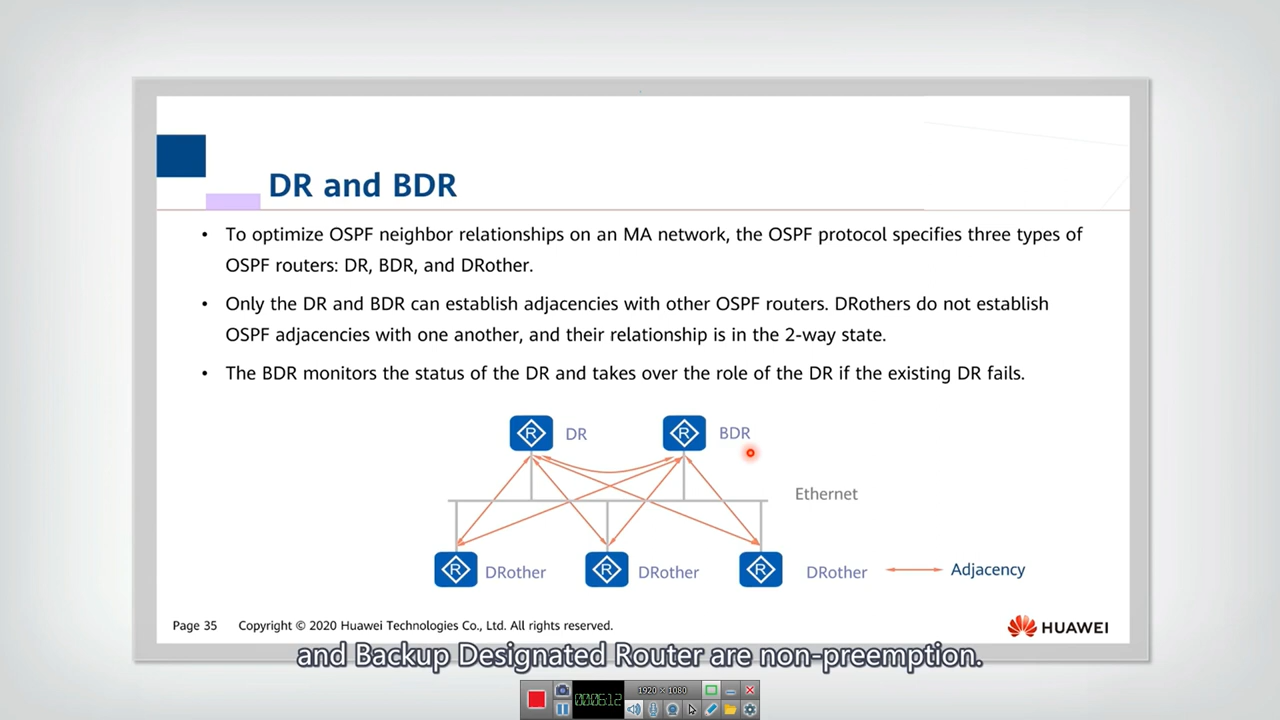 DR and BDR
• To optimize OSPF neighbor relationships on an MA network, the OSPF protocol specifies three types of
OSPF routers: DR, BDR, and DRother.
• Only the DR and BDR can establish adjacencies with other OSPF routers. DRothers do not establish
OSPF adjacencies with one another, and their relationship is in the 2-way state.
• The BDR monitors the status of the DR and takes over the role of the DR if the existing DR fails.
R DR R BDR
Ethernet
R DRother R DRother R DRother Adjacency
Page 35 Copyright © 2020 Huawei Technologies Co., Ltd. All rights reserved. HUAWEI
and Backup Designated Router are non-preemption.
1920 × 1080
00:06:12